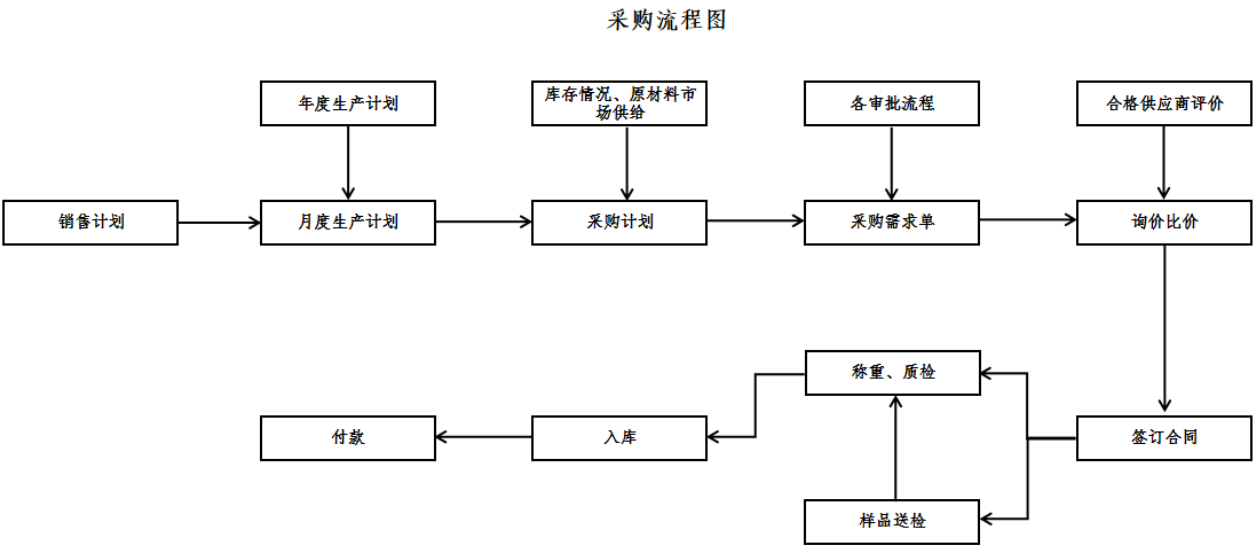 采购流程图
年度生产计划
库存情况、原材料市
场供给
各审批流程
合格供应商评价
销售计划
月度生产计划
采购计划
采购需求单
询价比价
称重、质检
付款
入库
签订合同
样品送检